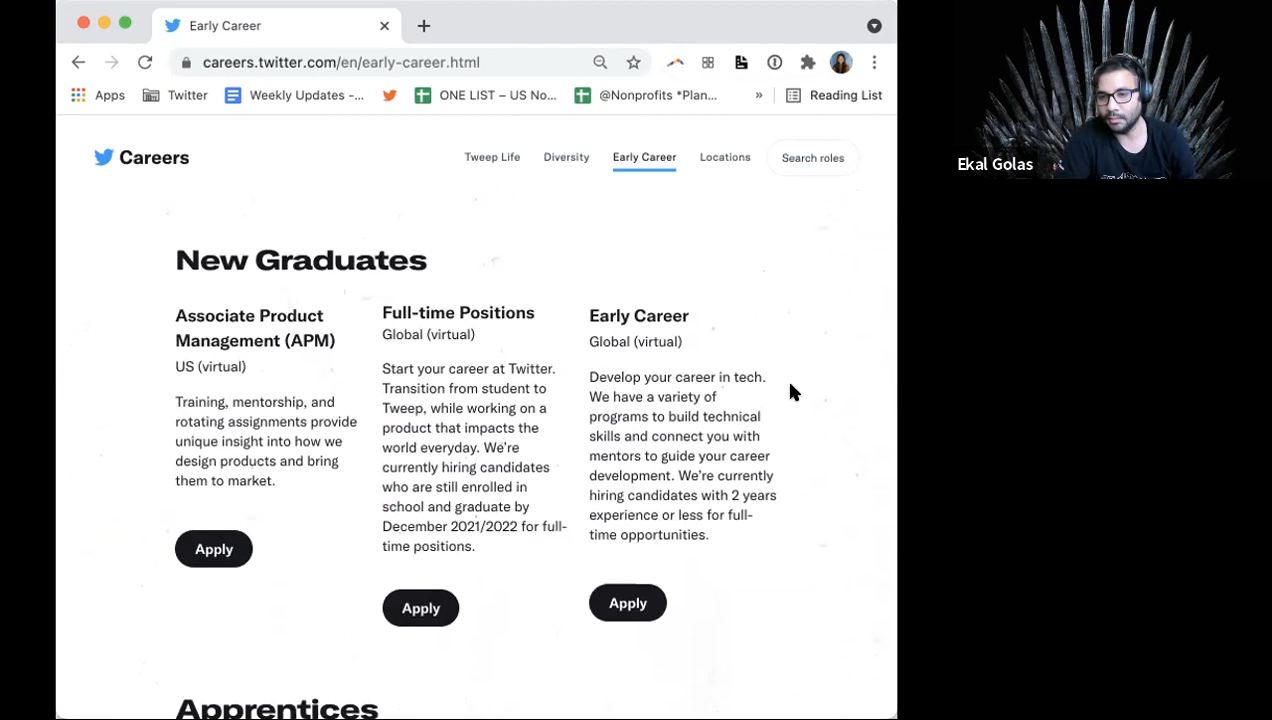 Early Career
careers.twitter.com/en/early-career.html
Apps
Twitter
Weekly Updates -...
ONE LIST – US No...
@Nonprofits *Plan...
»
Reading List
Careers
Tweep Life
Diversity
Early Career
Locations
Search roles
Ekal Golas
New Graduates
Associate Product
Management (APM)
US (virtual)
Training, mentorship, and
rotating assignments provide
unique insight into how we
design products and bring
them to market.
Apply
Full-time Positions
Global (virtual)
Start your career at Twitter.
Transition from student to
Tweep, while working on a
product that impacts the
world everyday. We’re
currently hiring candidates
who are still enrolled in
school and graduate by
December 2021/2022 for full-
time positions.
Apply
Early Career
Global (virtual)
Develop your career in tech.
We have a variety of
programs to build technical
skills and connect you with
mentors to guide your career
development. We’re currently
hiring candidates with 2 years
experience or less for full-
time opportunities.
Apply
Apprentices